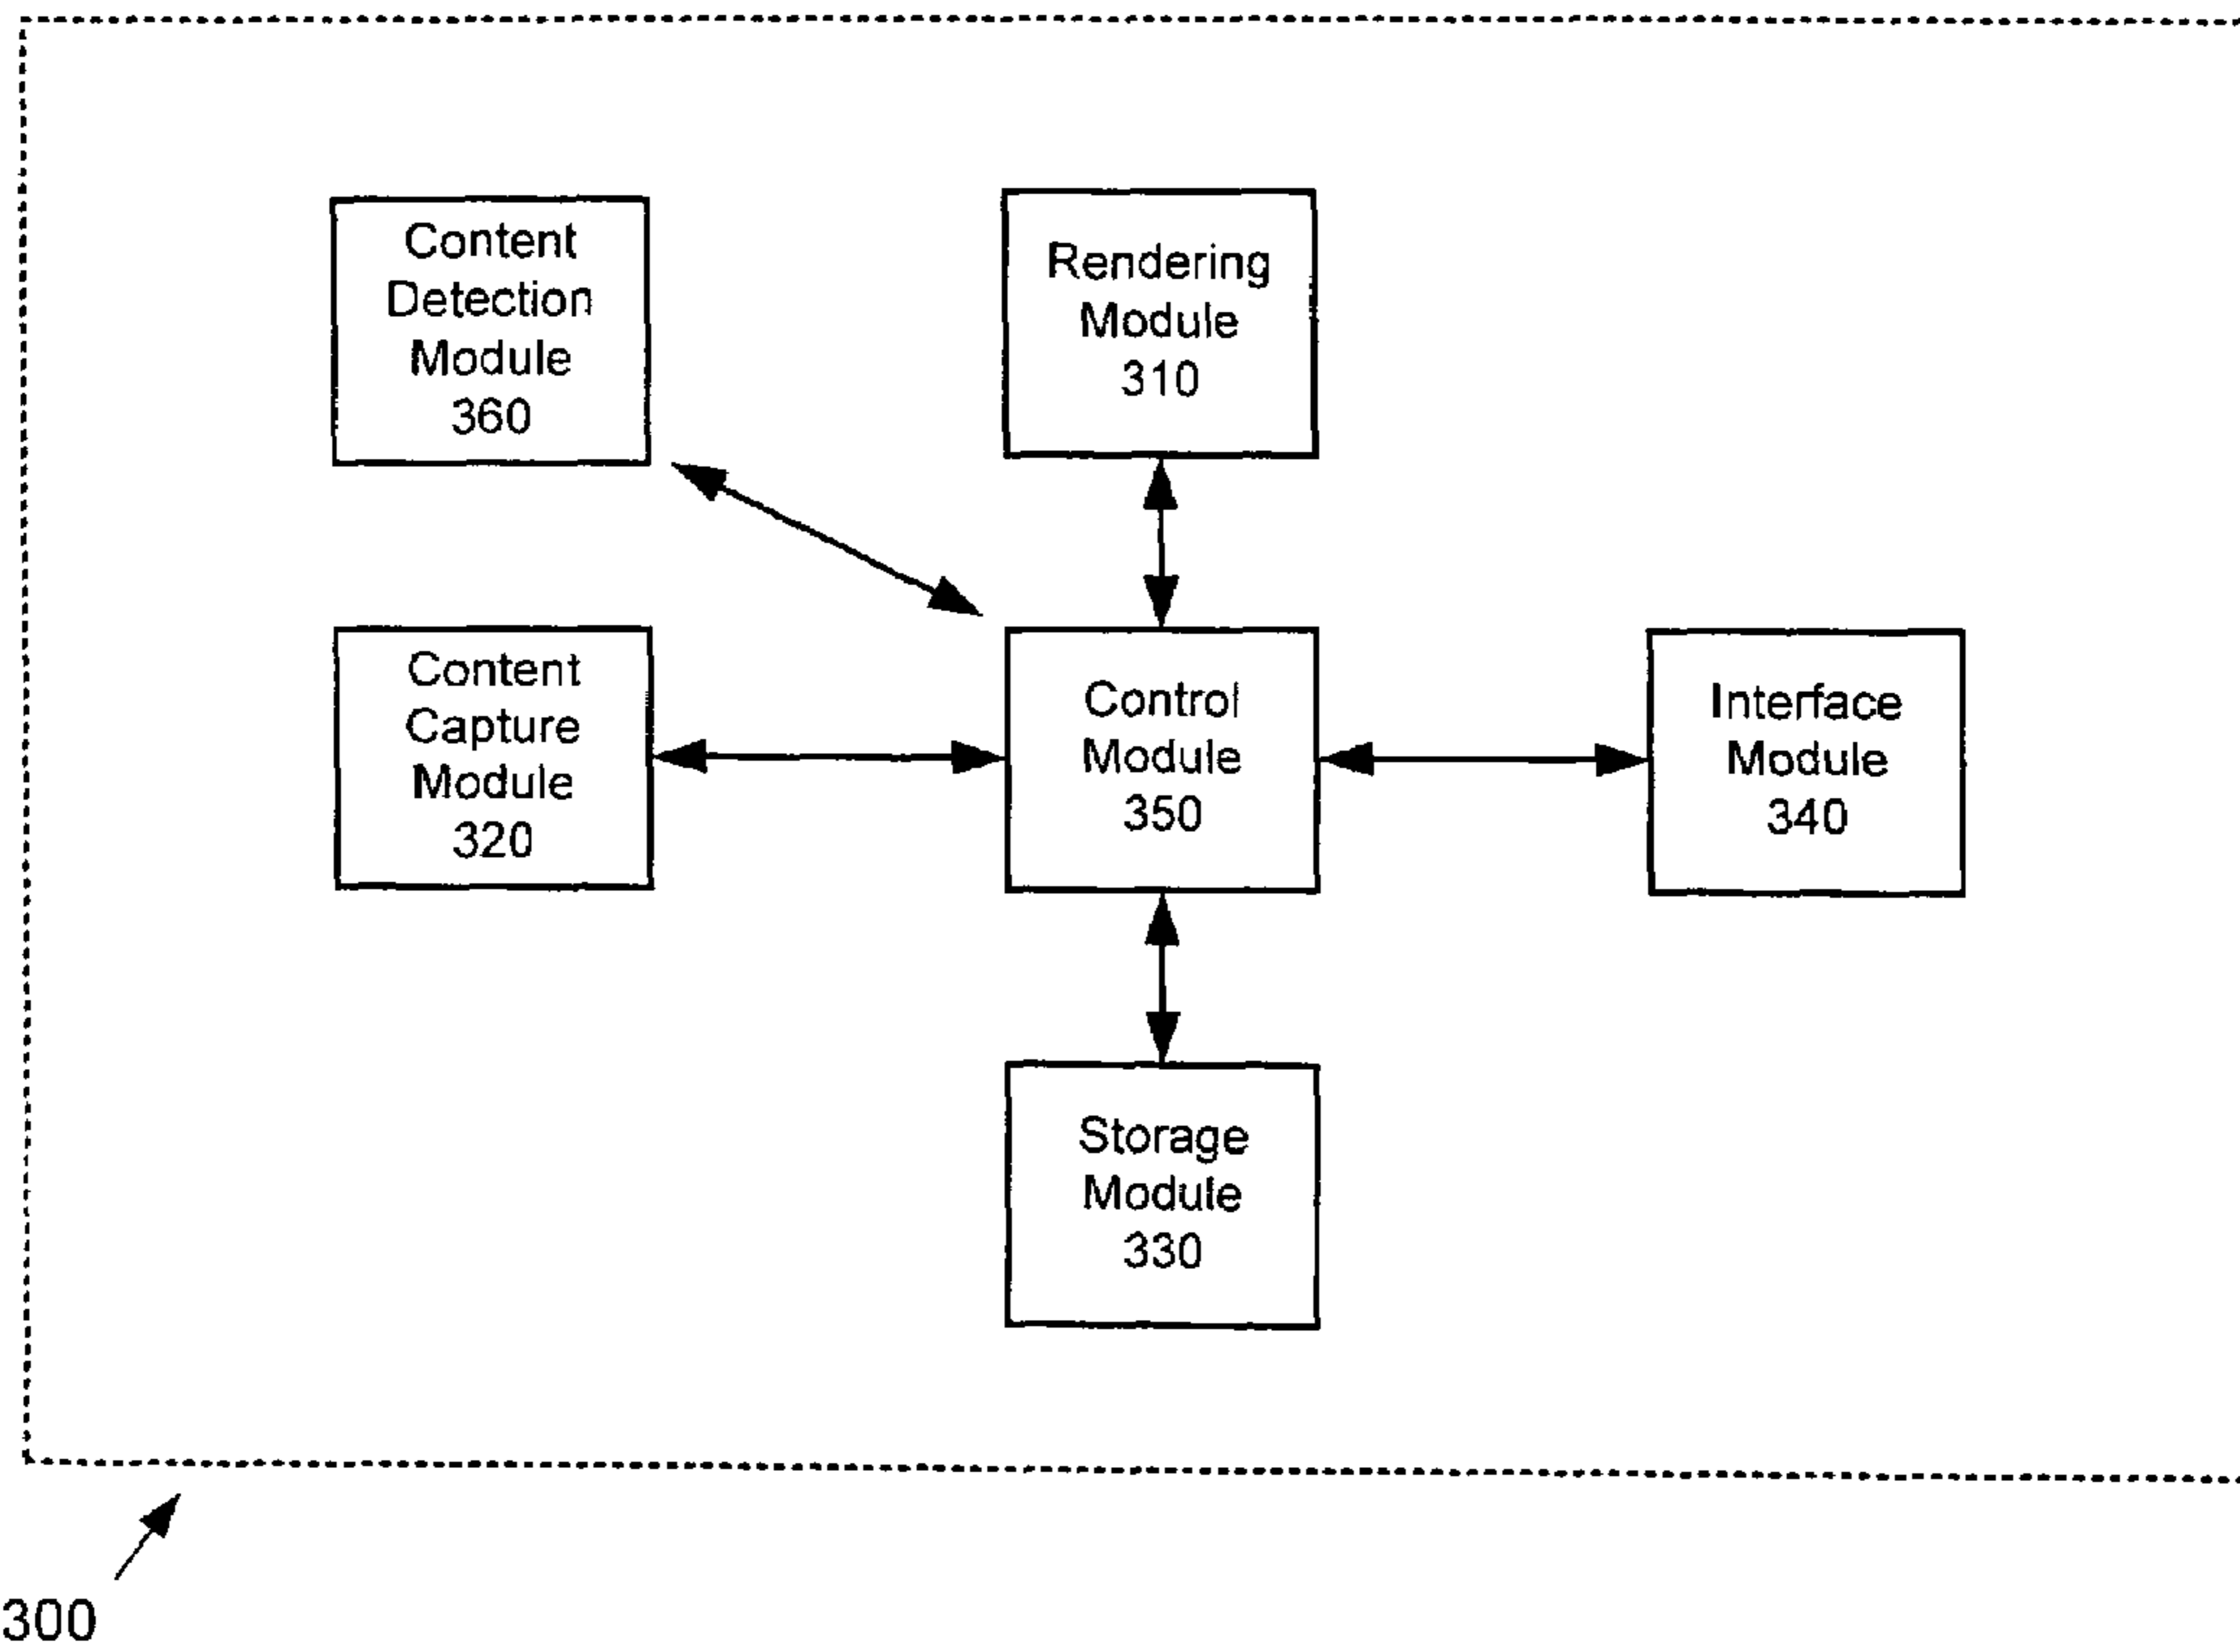 Content
Detection
Module
360
Rendering
Module
310
Content
Capture
Module
320
Control
Module
350
Interface
Module
340
Storage
Module
330
300